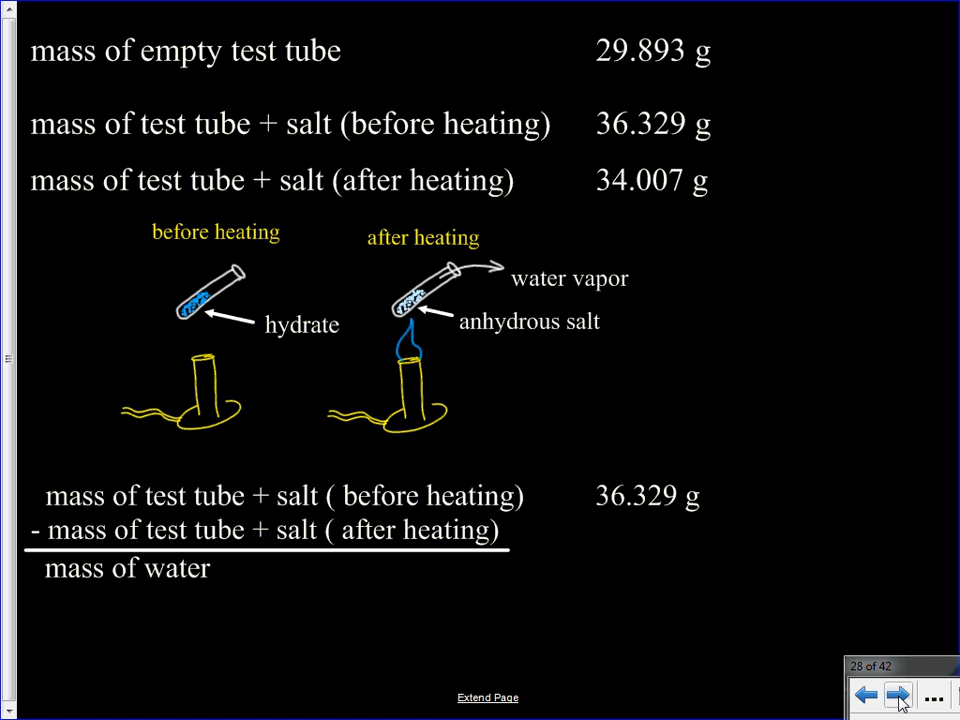 mass of empty test tube 29.893 g
mass of test tube + salt (before heating) 36.329 g
mass of test tube + salt (after heating) 34.007 g
before heating
after heating
water vapor
hydrate
anhydrous salt
mass of test tube + salt ( before heating) 36.329 g
- mass of test tube + salt ( after heating)
mass of water
28 of 42
...
Extend Page